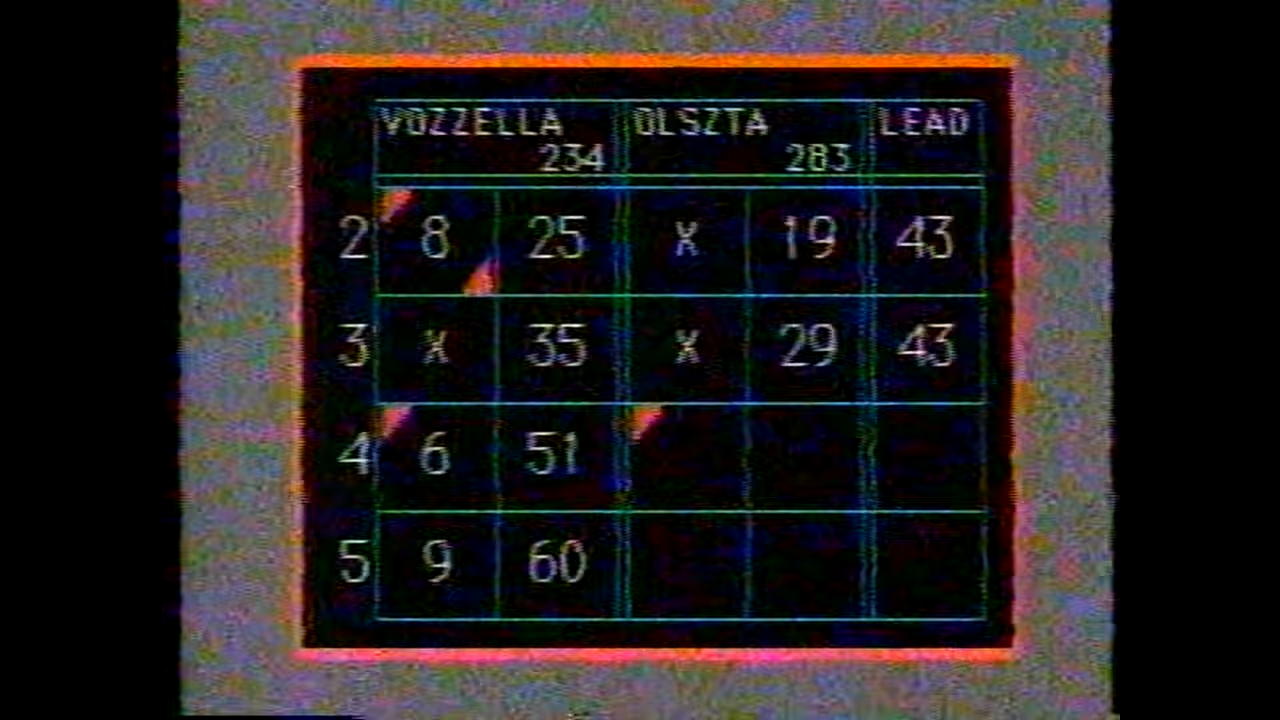 VOZZELLA OLSZTA LEAD
234 283
2 8 25 X 19 43
3 X 35 X 29 43
4 6 51
5 9 60